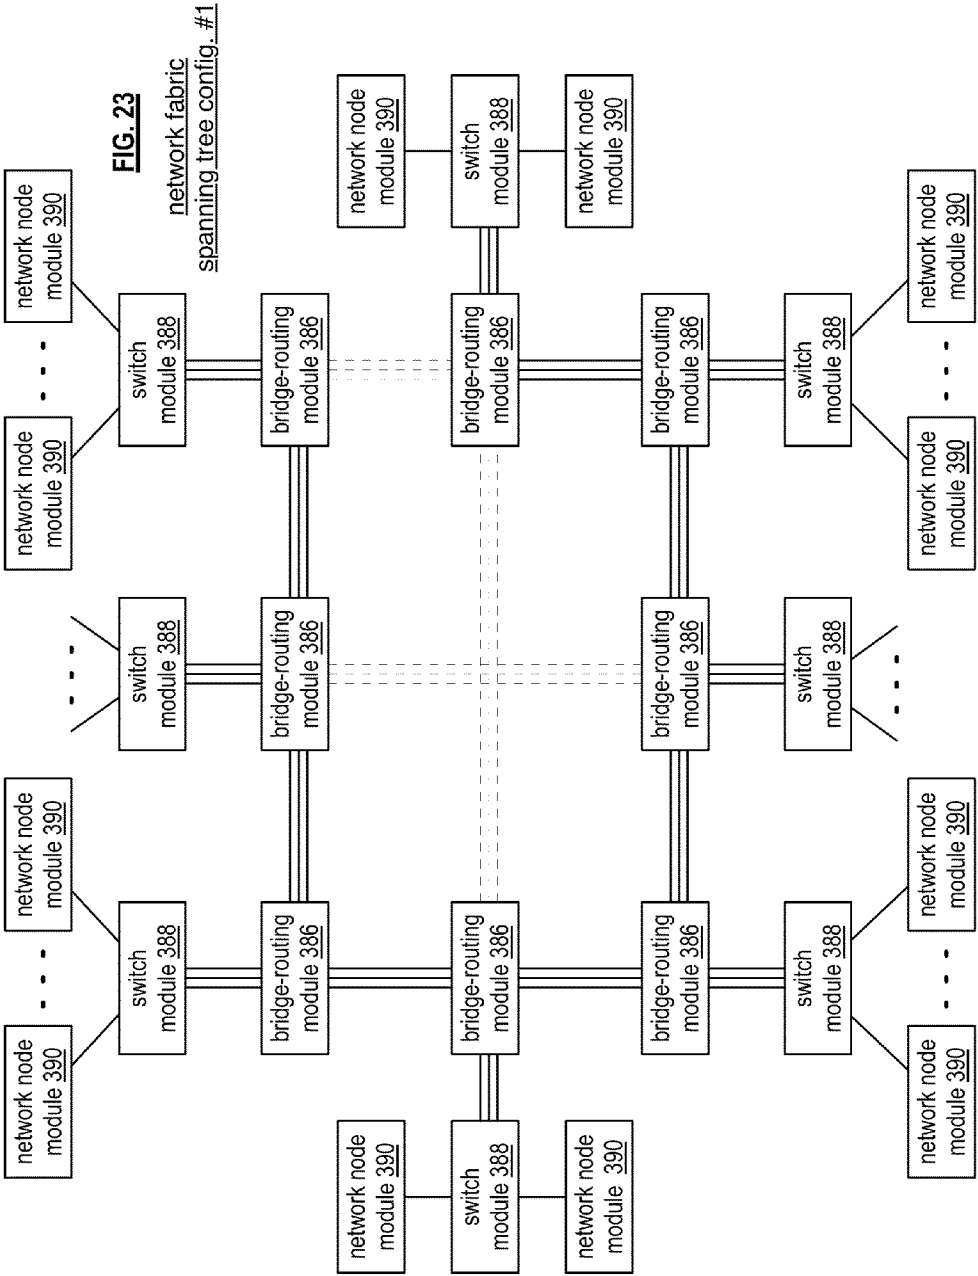 network node
module 390
network node
module 390
network node
module 390
network node
module 390
FIG. 23
switch
module 388
switch
module 388
switch
module 388
network fabric
spanning tree config. #1
bridge-routing
module 386
bridge-routing
module 386
bridge-routing
module 386
network node
module 390
network node
module 390
switch
module 388
bridge-routing
module 386
bridge-routing
module 386
switch
module 388
network node
module 390
network node
module 390
bridge-routing
module 386
bridge-routing
module 386
bridge-routing
module 386
switch
module 388
switch
module 388
switch
module 388
network node
module 390
network node
module 390
network node
module 390
network node
module 390